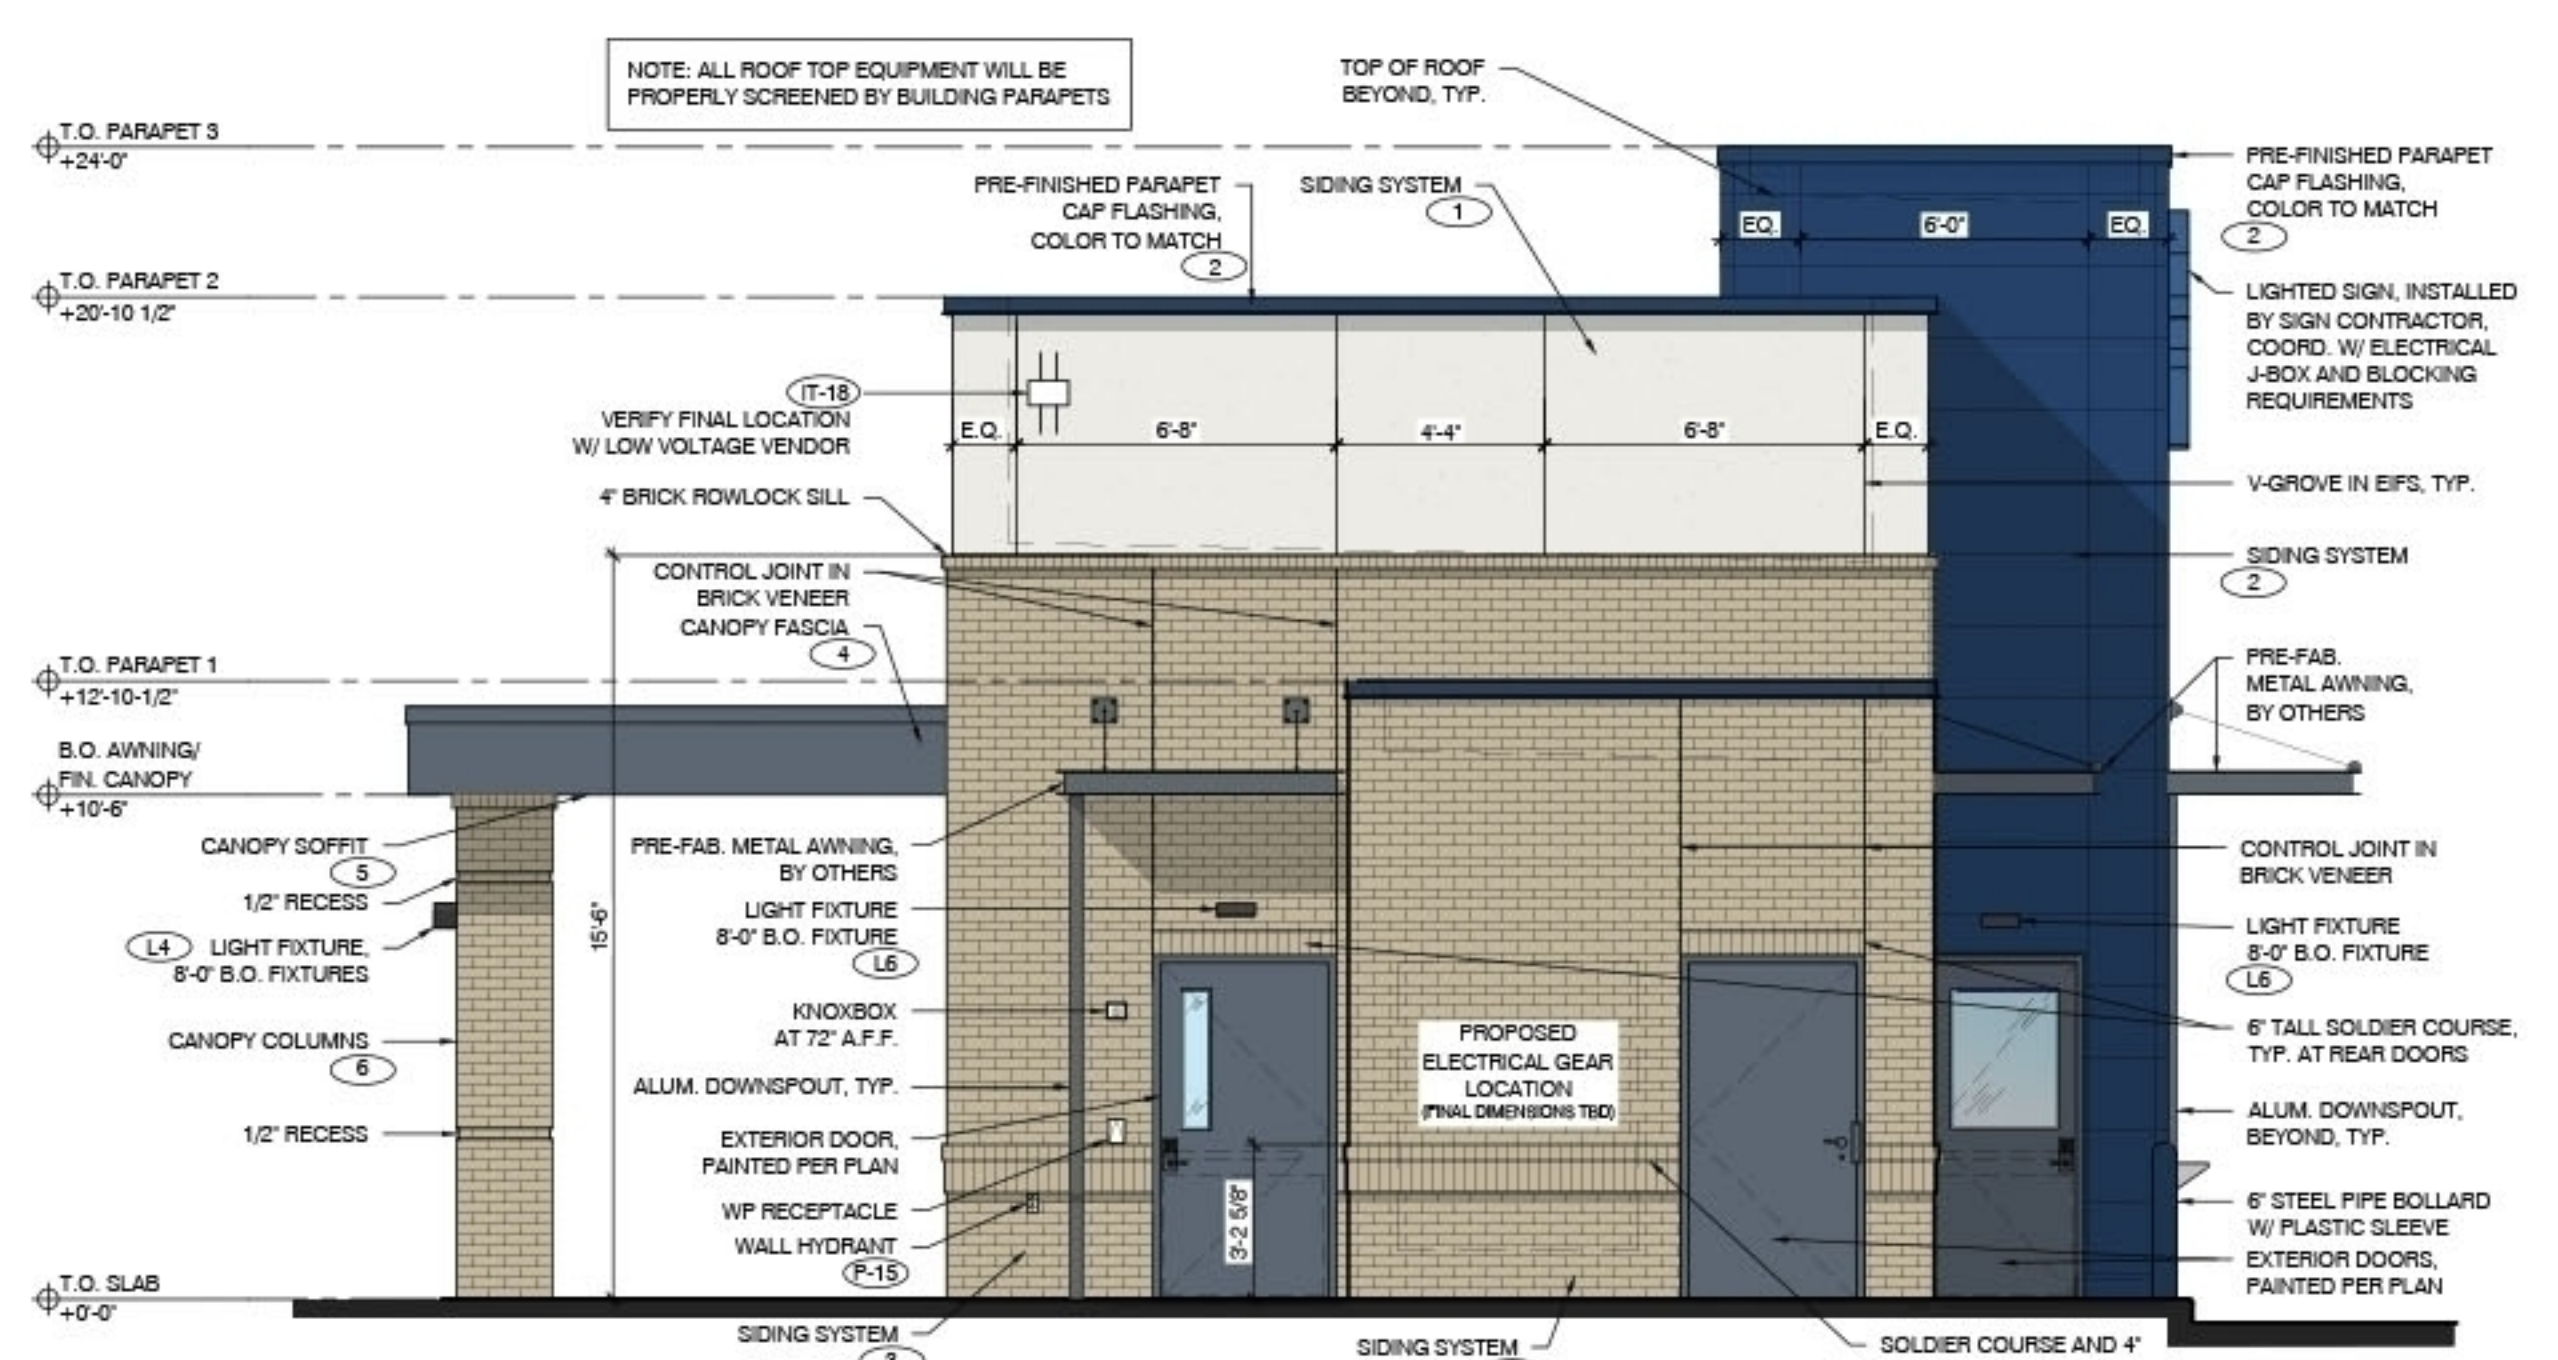 NOTE: ALL ROOF TOP EQUIPMENT WILL BE
PROPERLY SCREENED BY BUILDING PARAPETS
TOP OF ROOF
BEYOND, TYP.
T.O. PARAPET 3
+24'-0"
PRE-FINISHED PARAPET
CAP FLASHING,
COLOR TO MATCH
2
SIDING SYSTEM
1
PRE-FINISHED PARAPET
CAP FLASHING,
COLOR TO MATCH
2
EQ.
6'-0"
EQ.
T.O. PARAPET 2
+20'-10 1/2"
LIGHTED SIGN, INSTALLED
BY SIGN CONTRACTOR,
COORD. W/ ELECTRICAL
J-BOX AND BLOCKING
REQUIREMENTS
IT-18
VERIFY FINAL LOCATION
W/ LOW VOLTAGE VENDOR
E.Q.
6'-8"
4'-4"
6'-8"
E.Q.
4" BRICK ROWLOCK SILL
V-GROVE IN EIFS, TYP.
SIDING SYSTEM
2
CONTROL JOINT IN
BRICK VENEER
CANOPY FASCIA
4
T.O. PARAPET 1
+12'-10-1/2"
PRE-FAB.
METAL AWNING,
BY OTHERS
B.O. AWNING/
FIN. CANOPY
+10'-6"
CANOPY SOFFIT
5
1/2" RECESS
L4
LIGHT FIXTURE,
8'-0" B.O. FIXTURES
CANOPY COLUMNS
6
1/2" RECESS
15'-6"
PRE-FAB. METAL AWNING,
BY OTHERS
LIGHT FIXTURE
8'-0" B.O. FIXTURE
L6
KNOXBOX
AT 72" A.F.F.
ALUM. DOWNSPOUT, TYP.
EXTERIOR DOOR,
PAINTED PER PLAN
WP RECEPTACLE
WALL HYDRANT
P-15
3'-2 5/8"
PROPOSED
ELECTRICAL GEAR
LOCATION
(FINAL DIMENSIONS TBD)
CONTROL JOINT IN
BRICK VENEER
LIGHT FIXTURE
8'-0" B.O. FIXTURE
L6
6" TALL SOLDIER COURSE,
TYP. AT REAR DOORS
ALUM. DOWNSPOUT,
BEYOND, TYP.
6" STEEL PIPE BOLLARD
W/ PLASTIC SLEEVE
EXTERIOR DOORS,
PAINTED PER PLAN
T.O. SLAB
+0'-0"
SIDING SYSTEM
SIDING SYSTEM
SOLDIER COURSE AND 4"